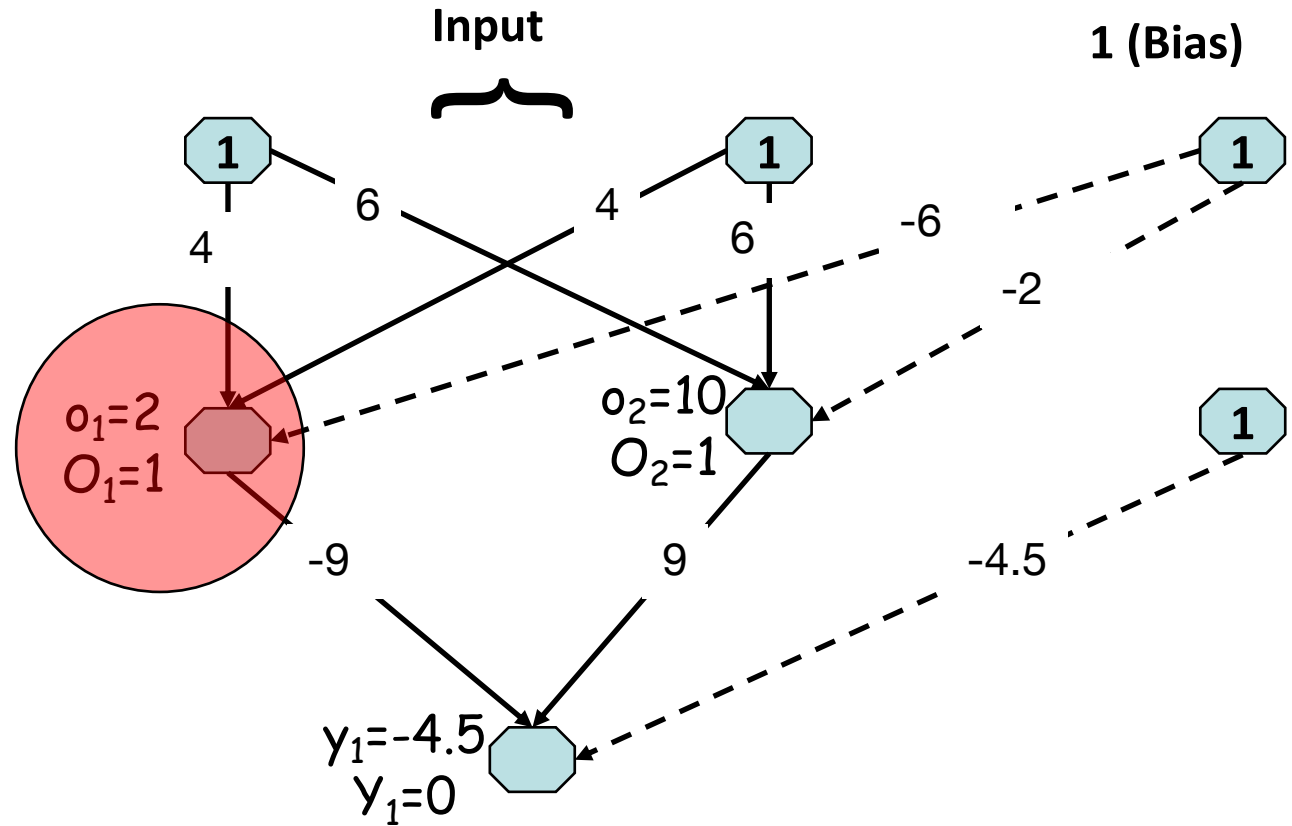 Input
1 (Bias)
1
1
1
6
4
-6
4
6
-2
o₁=2
O₁=1
o₂=10
O₂=1
1
-9
9
-4.5
y₁=-4.5
Y₁=0